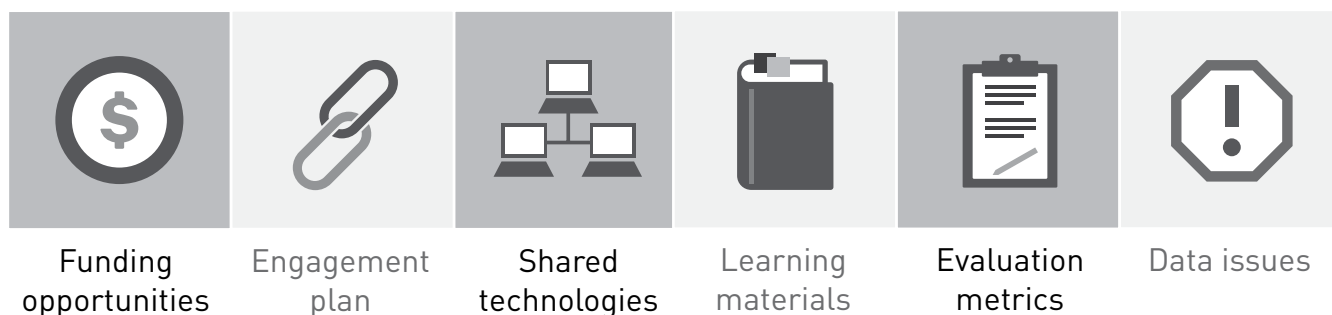 $
!
Funding
opportunities
Engagement
plan
Shared
technologies
Learning
materials
Evaluation
metrics
Data issues